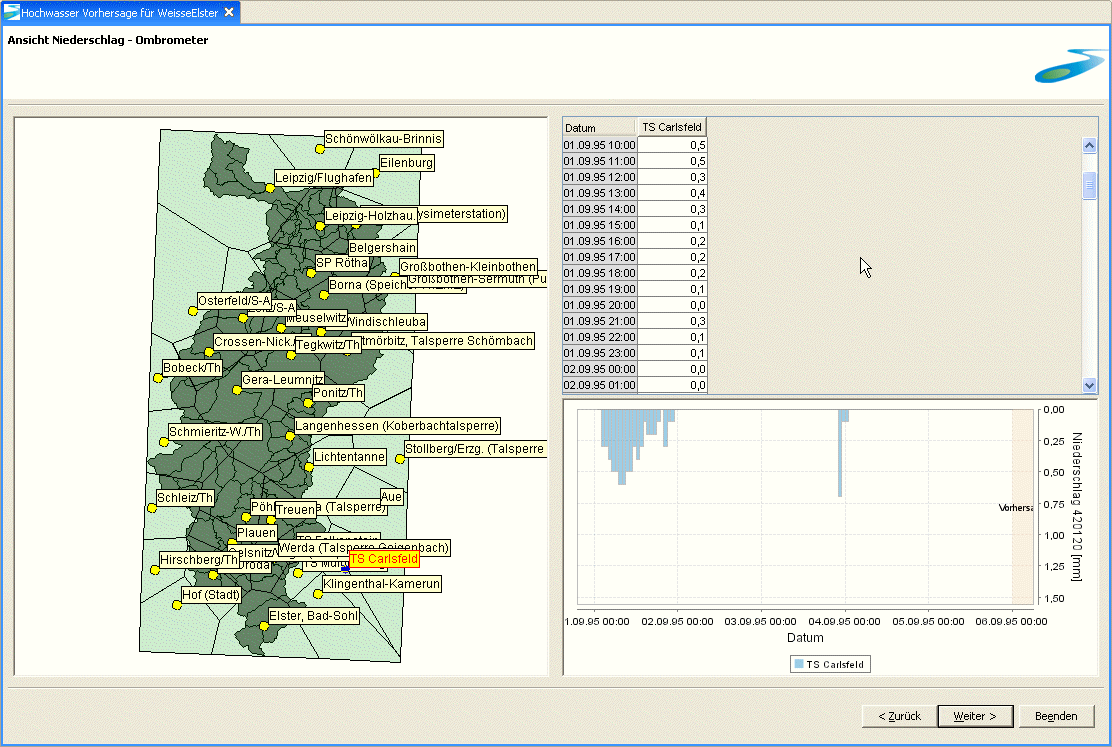 Hochwasser Vorhersage für WeisseElster
Ansicht Niederschlag - Ombrometer
Schönwölkau-Brinnis
Eilenburg
Leipzig/Flughafen
Leipzig-Holzhau. ysimeterstation)
Belgershain
SP Rötha
Großbothen-Kleinbothen
Großbothen-Sermuth (Pu
Borna (Speich
Osterfeld/S-A
/S-A
Meuselwitz
Windischleuba
Crossen-Nick.
Tegkwitz/Th
tmörbitz, Talsperre Schömbach
Bobeck/Th
Gera-Leumnitz
Ponitz/Th
Langenhessen (Koberbachtalsperre)
Schmieritz-W./Th
Stollberg/Erzg. (Talsperre
Lichtentanne
Schleiz/Th
Aue
Pöhl
Treuen
a (Talsperre)
Plauen
Werda (Talsperre Geigenbach)
Oelsnitz/
TS Carlsfeld
Hirschberg/Th
Droda
Klingenthal-Kamerun
Hof (Stadt)
Elster, Bad-Sohl
Datum TS Carlsfeld
01.09.95 10:00 0,5
01.09.95 11:00 0,5
01.09.95 12:00 0,3
01.09.95 13:00 0,4
01.09.95 14:00 0,3
01.09.95 15:00 0,1
01.09.95 16:00 0,2
01.09.95 17:00 0,2
01.09.95 18:00 0,2
01.09.95 19:00 0,1
01.09.95 20:00 0,0
01.09.95 21:00 0,3
01.09.95 22:00 0,1
01.09.95 23:00 0,1
02.09.95 00:00 0,0
02.09.95 01:00 0,0
0,00
0,25
0,50
0,75
1,00
1,25
1,50
Niederschlag 420120 [mm]
Vorhersa
1.09.95 00:00 02.09.95 00:00 03.09.95 00:00 04.09.95 00:00 05.09.95 00:00 06.09.95 00:00
Datum
TS Carlsfeld
< Zurück Weiter > Beenden